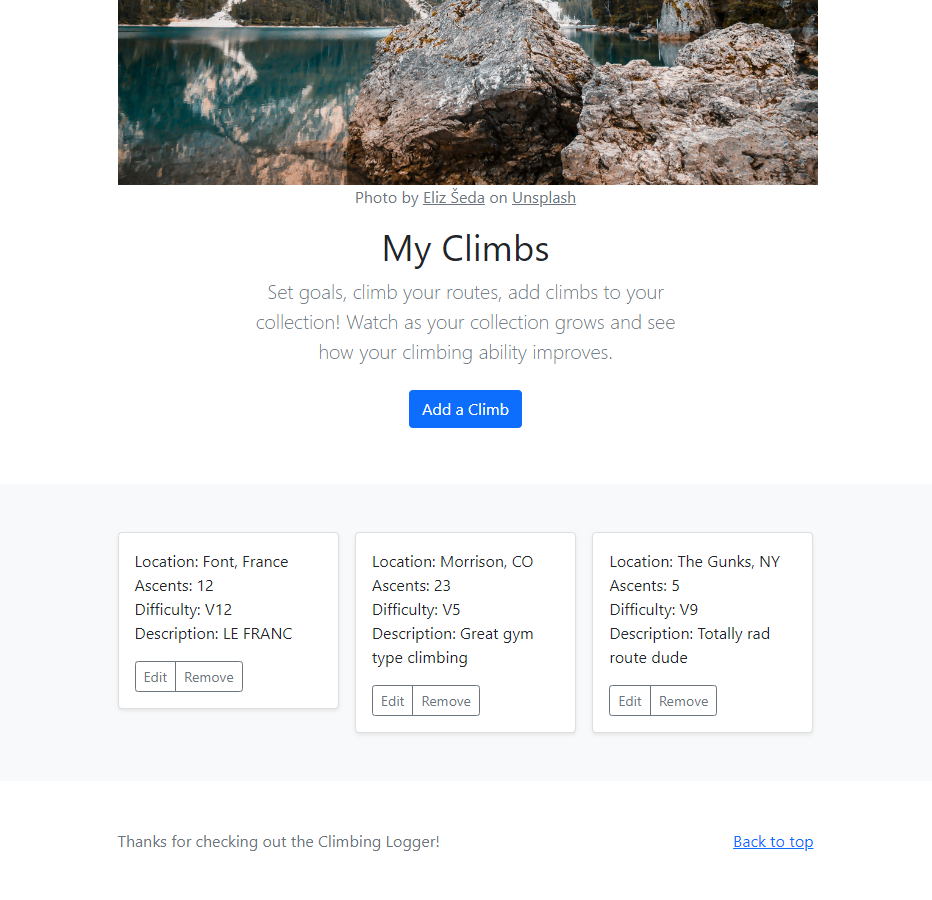 Photo by Eliz Šeda on Unsplash
My Climbs
Set goals, climb your routes, add climbs to your
collection! Watch as your collection grows and see
how your climbing ability improves.
Add a Climb
Location: Font, France
Ascents: 12
Difficulty: V12
Description: LE FRANC
Edit Remove
Location: Morrison, CO
Ascents: 23
Difficulty: V5
Description: Great gym
type climbing
Edit Remove
Location: The Gunks, NY
Ascents: 5
Difficulty: V9
Description: Totally rad
route dude
Edit Remove
Thanks for checking out the Climbing Logger!
Back to top